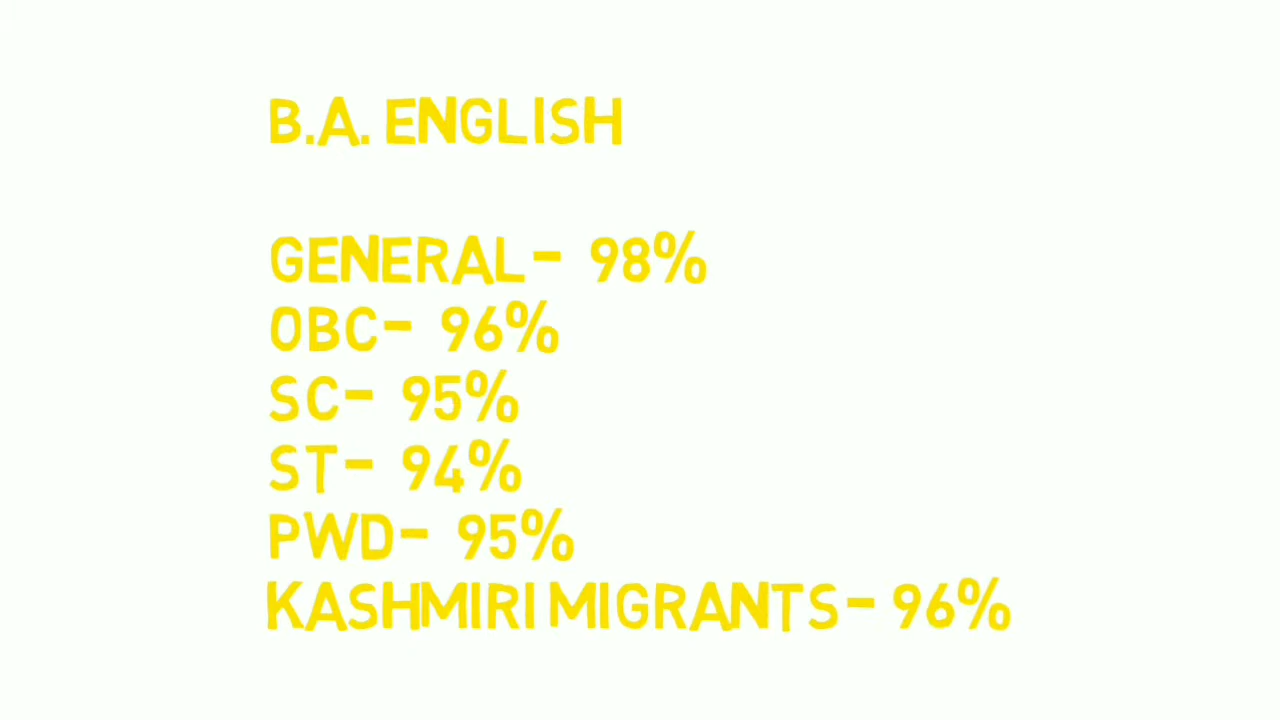 B.A. ENGLISH
GENERAL- 98%
OBC- 96%
SC- 95%
ST- 94%
PWD- 95%
KASHMIRI MIGRANTS- 96%